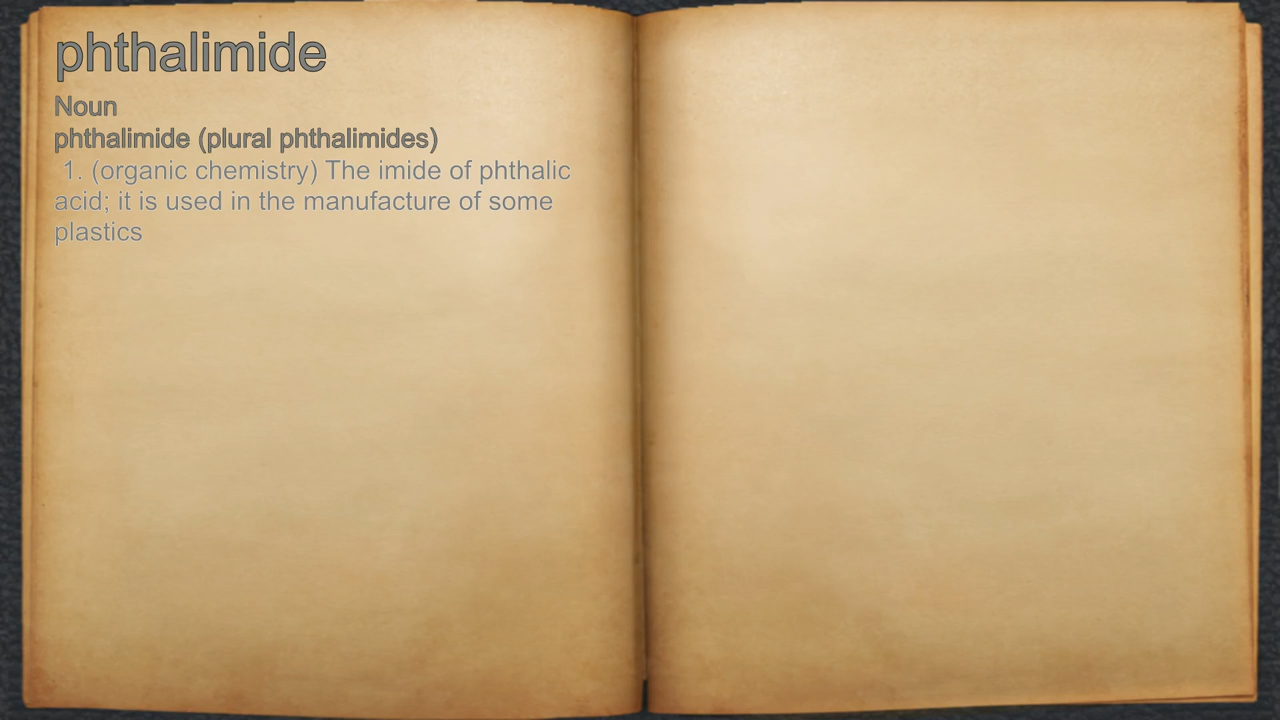 phthalimide
Noun
phthalimide (plural phthalimides)
1. (organic chemistry) The imide of phthalic
acid; it is used in the manufacture of some
plastics